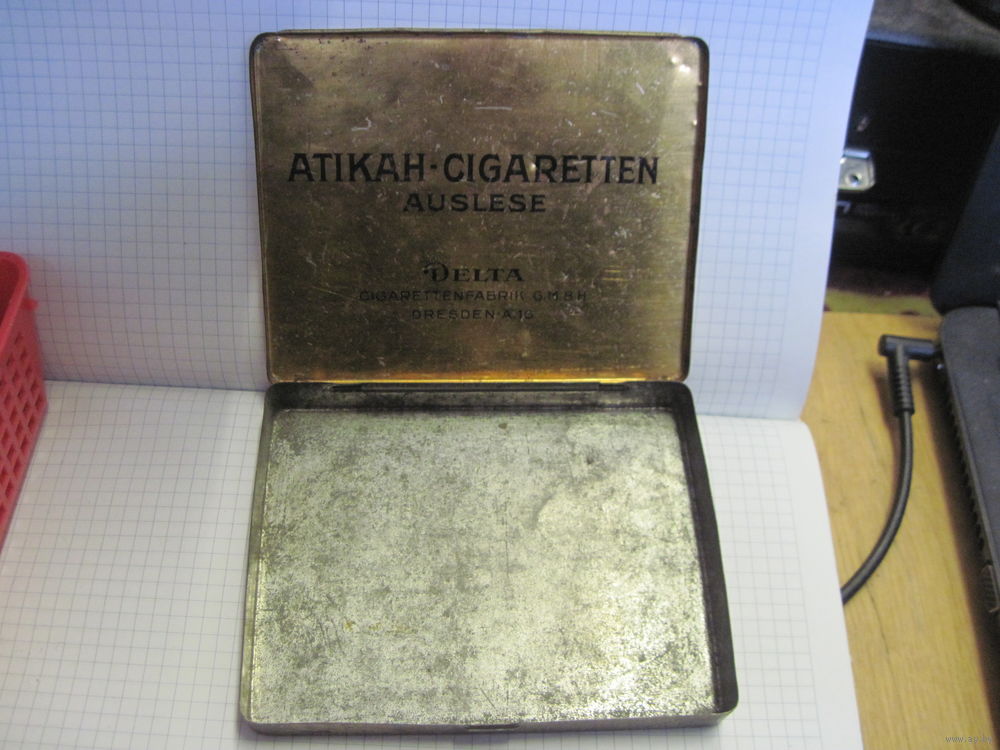 ATIKAH-CIGARETTEN
AUSLESE
DELTA
CIGARETTENFABRIK G.M.B.H.
DRESDEN-A.16